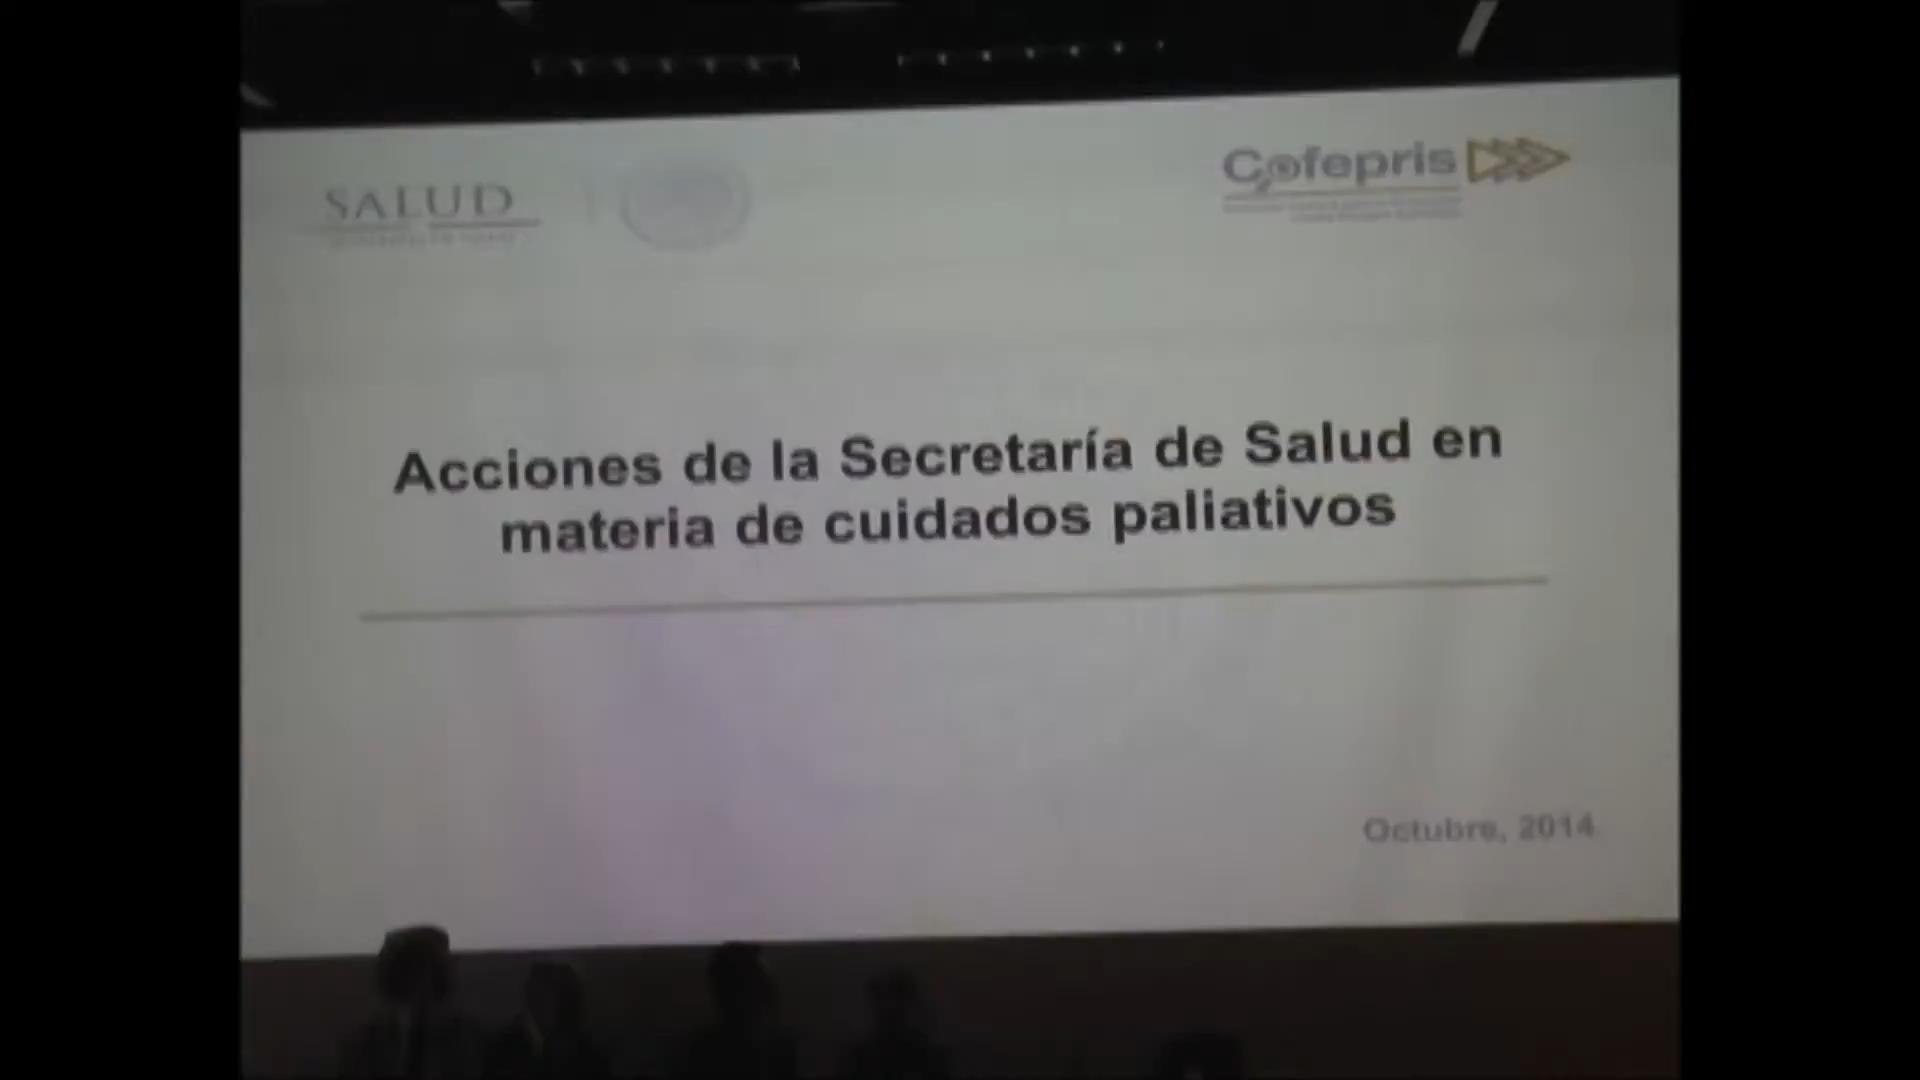 SALUD
Cofepris
Acciones de la Secretaría de Salud en
materia de cuidados paliativos
Octubre, 2014